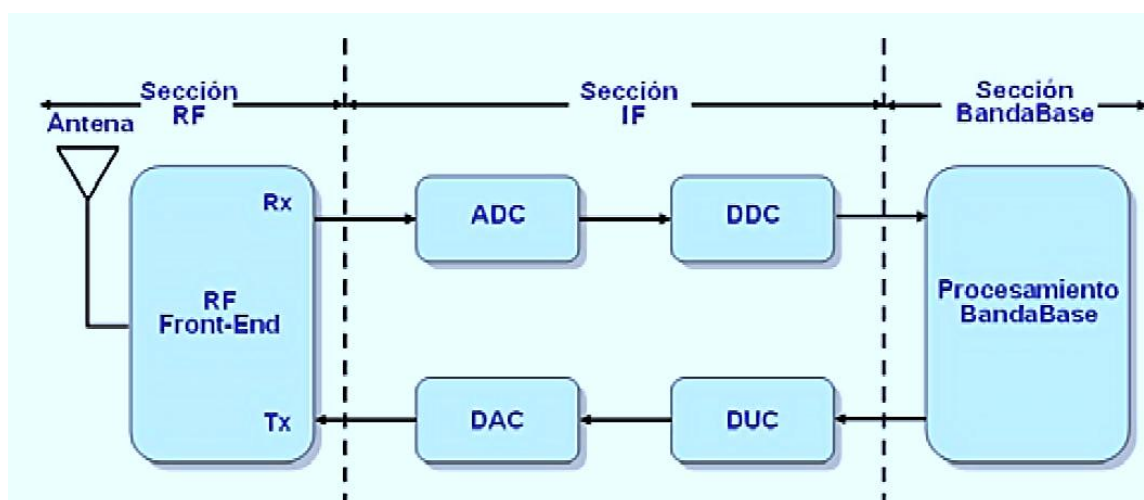 Sección
RF
Sección
IF
Sección
BandaBase
Antena
Rx
ADC
DDC
RF
Front-End
Procesamiento
BandaBase
Tx
DAC
DUC